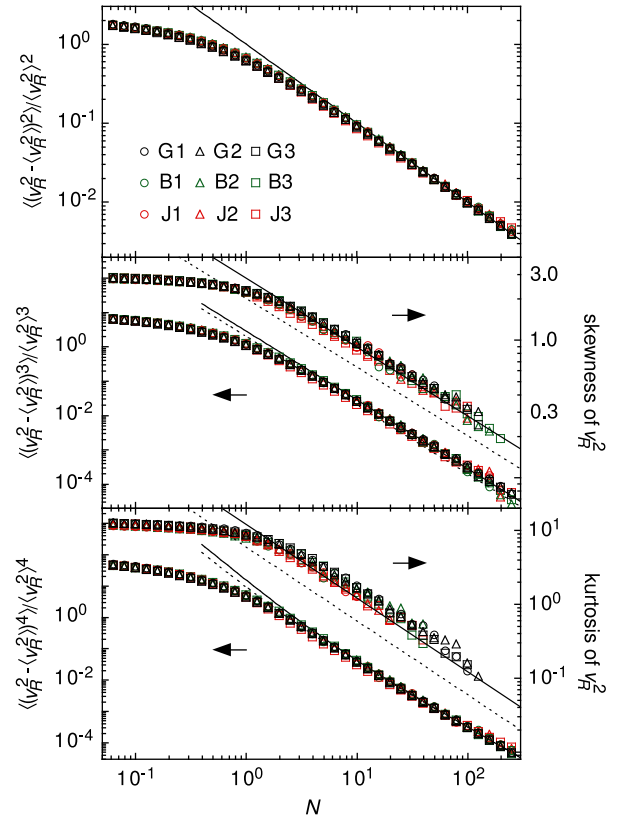 ⟨(v_R^2 - ⟨v_R^2⟩)^2⟩/⟨v_R^2⟩^2
10^0
10^-1
10^-2
G1 G2 G3
B1 B2 B3
J1 J2 J3
⟨(v_R^2 - ⟨v_R^2⟩)^3⟩/⟨v_R^2⟩^3
10^0
10^-2
10^-4
3.0
1.0
0.3
skewness of v_R^2
⟨(v_R^2 - ⟨v_R^2⟩)^4⟩/⟨v_R^2⟩^4
10^0
10^-2
10^-4
10^1
10^0
10^-1
kurtosis of v_R^2
10^-1 10^0 10^1 10^2
N